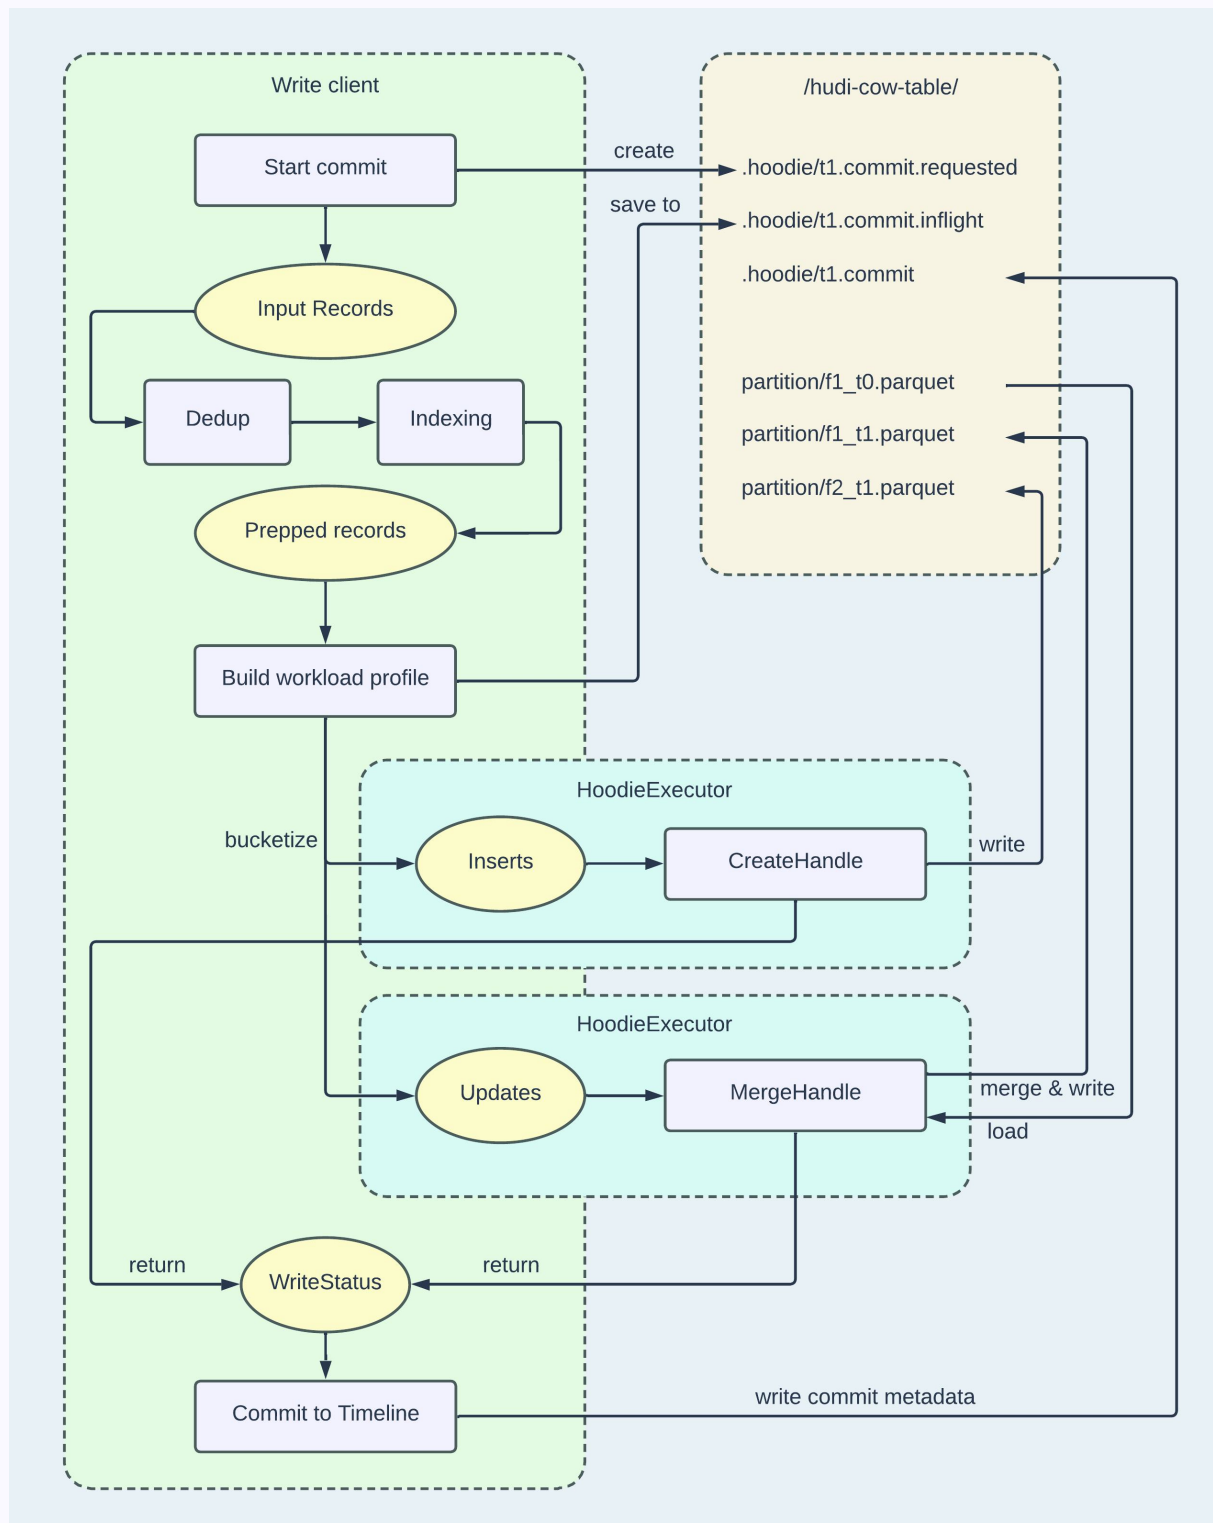 Write client
/hudi-cow-table/
Start commit
create
.hoodie/t1.commit.requested
save to
.hoodie/t1.commit.inflight
.hoodie/t1.commit
Input Records
Dedup
Indexing
partition/f1_t0.parquet
partition/f1_t1.parquet
partition/f2_t1.parquet
Prepped records
Build workload profile
HoodieExecutor
bucketize
Inserts
CreateHandle
write
HoodieExecutor
Updates
MergeHandle
merge & write
load
return
WriteStatus
return
Commit to Timeline
write commit metadata